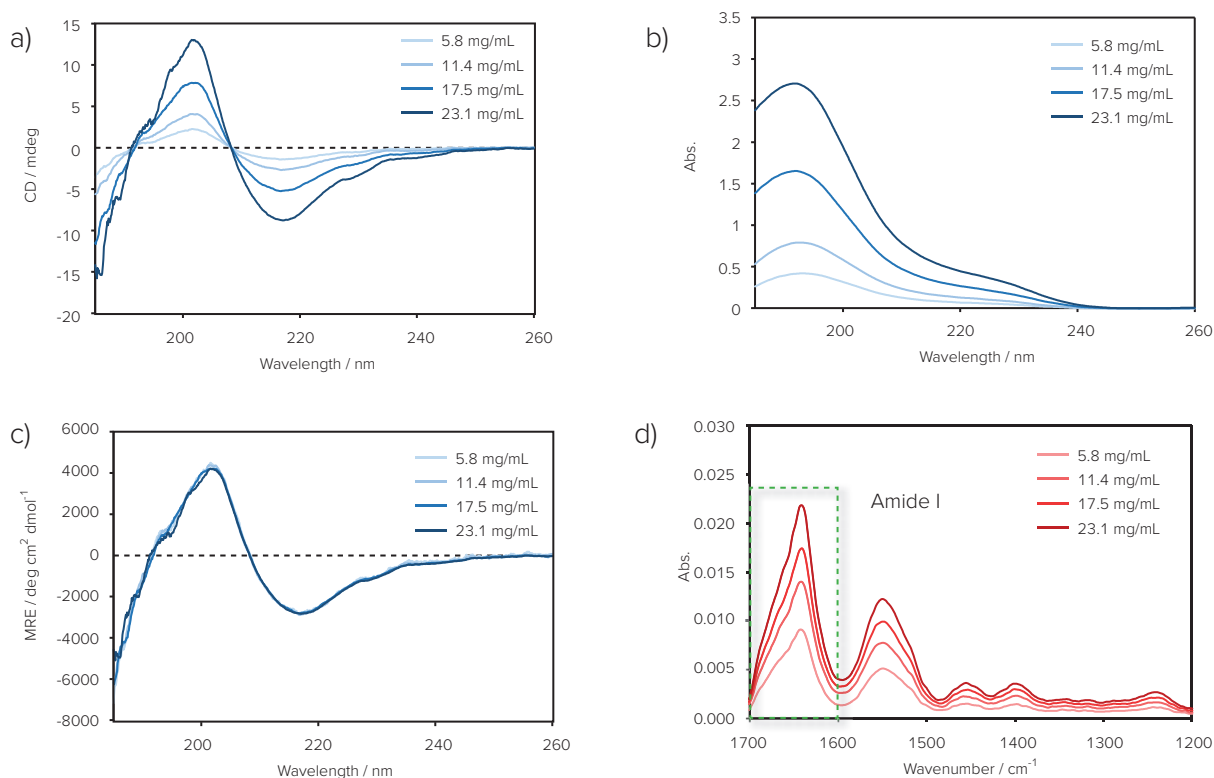 a)
CD / mdeg
15
10
5
0
-5
-10
-15
-20
200
220
240
260
Wavelength / nm
5.8 mg/mL
11.4 mg/mL
17.5 mg/mL
23.1 mg/mL
b)
Abs.
3.5
3
2.5
2
1.5
1
0.5
0
200
220
240
260
Wavelength / nm
5.8 mg/mL
11.4 mg/mL
17.5 mg/mL
23.1 mg/mL
c)
MRE / deg cm² dmol⁻¹
6000
4000
2000
0
-2000
-4000
-6000
-8000
200
220
240
260
Wavelength / nm
5.8 mg/mL
11.4 mg/mL
17.5 mg/mL
23.1 mg/mL
d)
Abs.
0.030
0.025
0.020
0.015
0.010
0.005
0.000
1700
1600
1500
1400
1300
1200
Wavenumber / cm⁻¹
Amide I
5.8 mg/mL
11.4 mg/mL
17.5 mg/mL
23.1 mg/mL